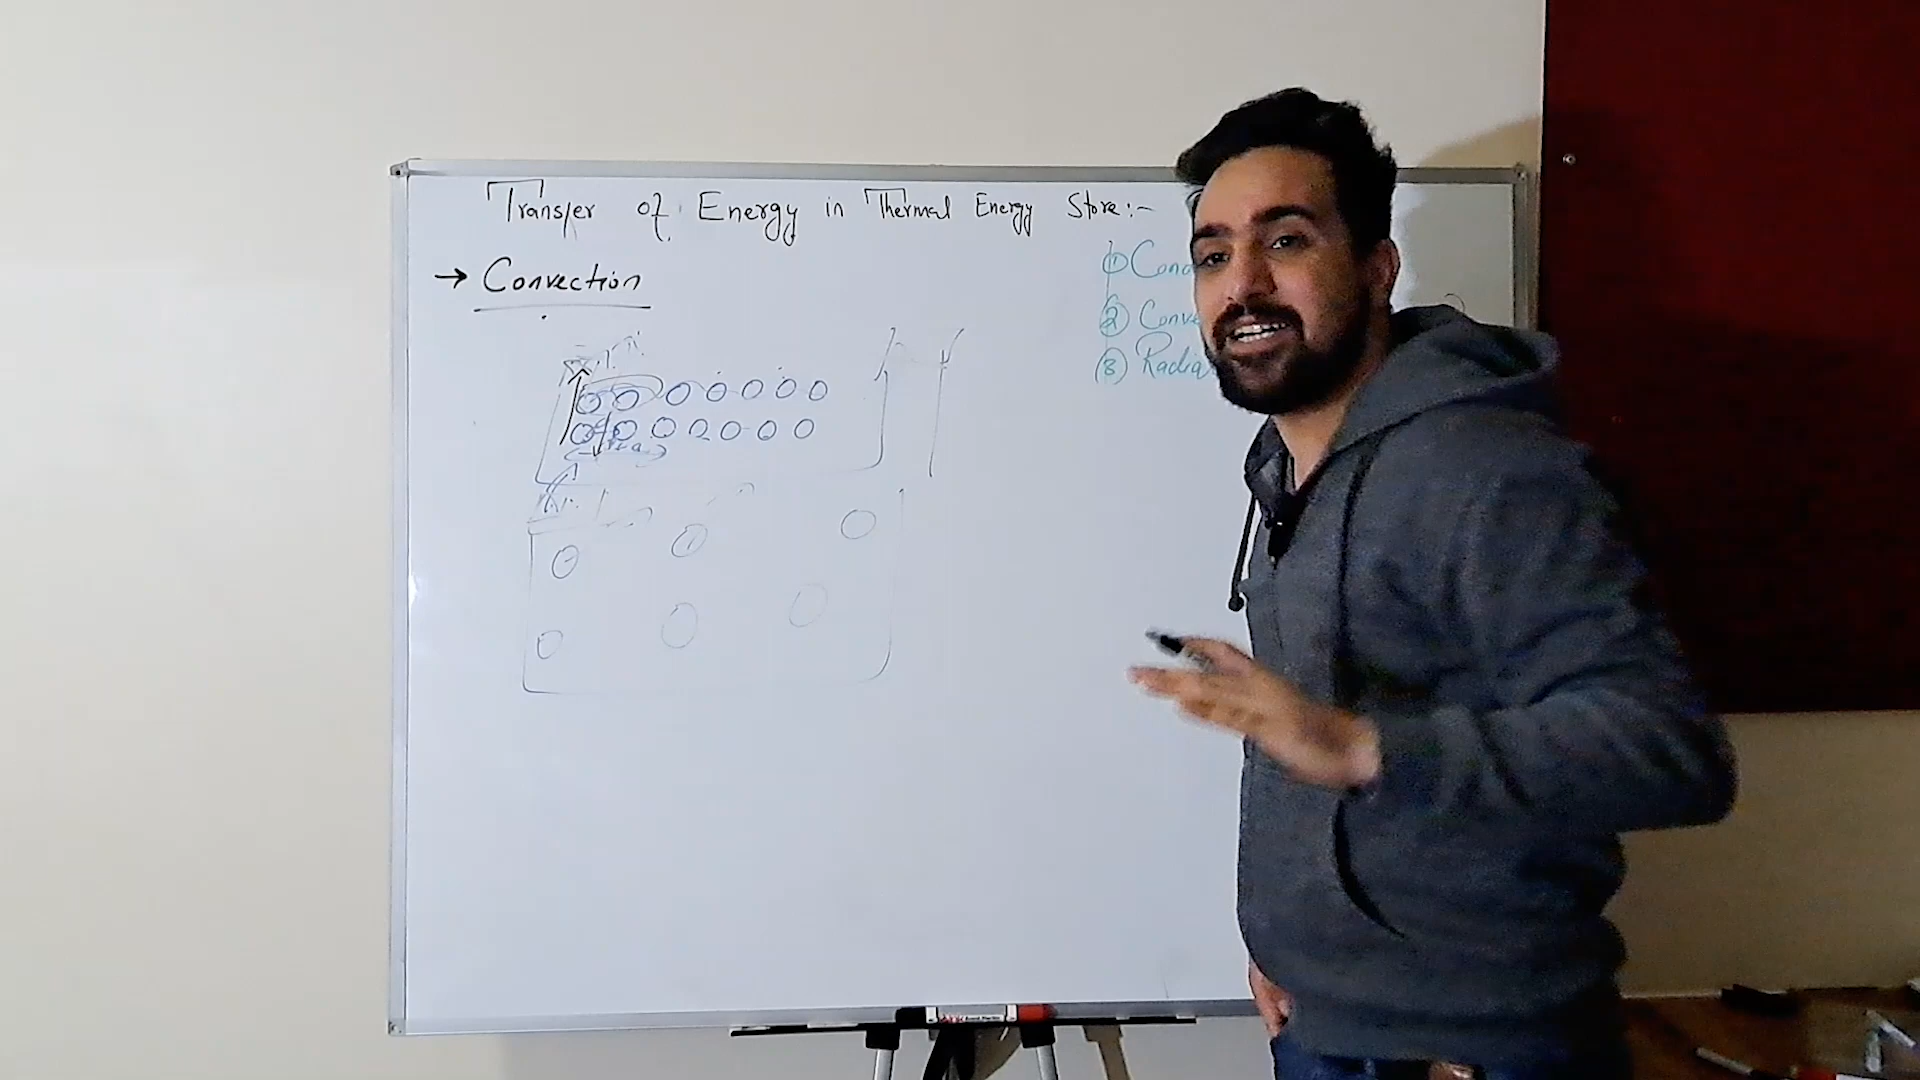 Transfer of Energy in Thermal Energy Store:-
→ Convection
① Cond
② Conve
③ Radia